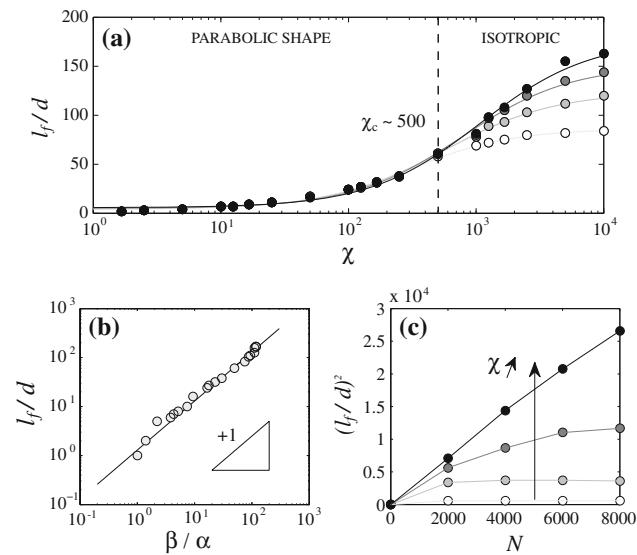 (a)
PARABOLIC SHAPE
ISOTROPIC
χc ~ 500
l_f / d
200
150
100
50
0
10^0
10^1
10^2
10^3
10^4
χ
(b)
l_f / d
10^3
10^2
10^1
10^0
10^-1
+1
10^-1
10^0
10^1
10^2
10^3
β / α
x 10^4
(c)
(l_f / d)^2
3
2.5
2
1.5
1
0.5
0
χ
0
2000
4000
6000
8000
N